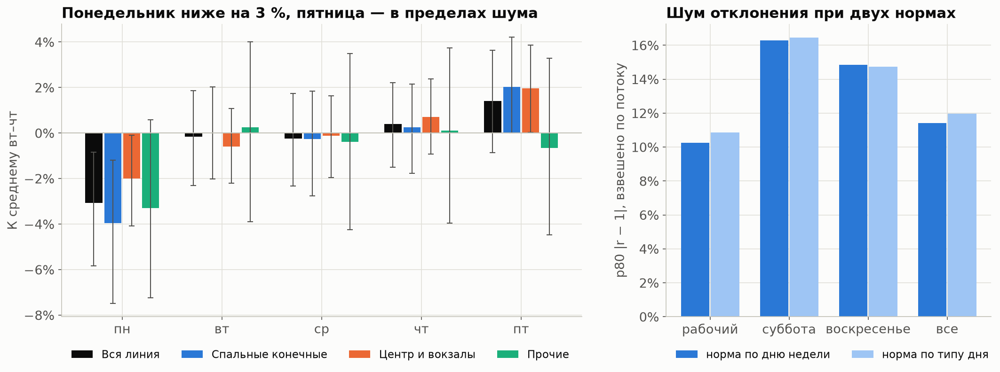 Понедельник ниже на 3 %, пятница — в пределах шума
К среднему вт–чт
4%
2%
0%
−2%
−4%
−6%
−8%
пн вт ср чт пт
Вся линия Спальные конечные Центр и вокзалы Прочие
Шум отклонения при двух нормах
p80 |r − 1|, взвешено по потоку
16%
14%
12%
10%
8%
6%
4%
2%
0%
рабочий суббота воскресенье все
норма по дню недели норма по типу дня